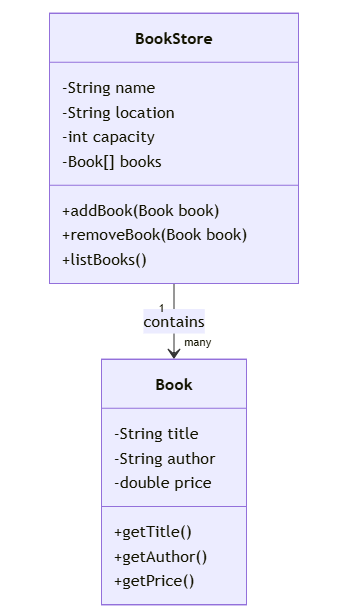 BookStore
-String name
-String location
-int capacity
-Book[] books
+addBook(Book book)
+removeBook(Book book)
+listBooks()
1
contains
many
Book
-String title
-String author
-double price
+getTitle()
+getAuthor()
+getPrice()